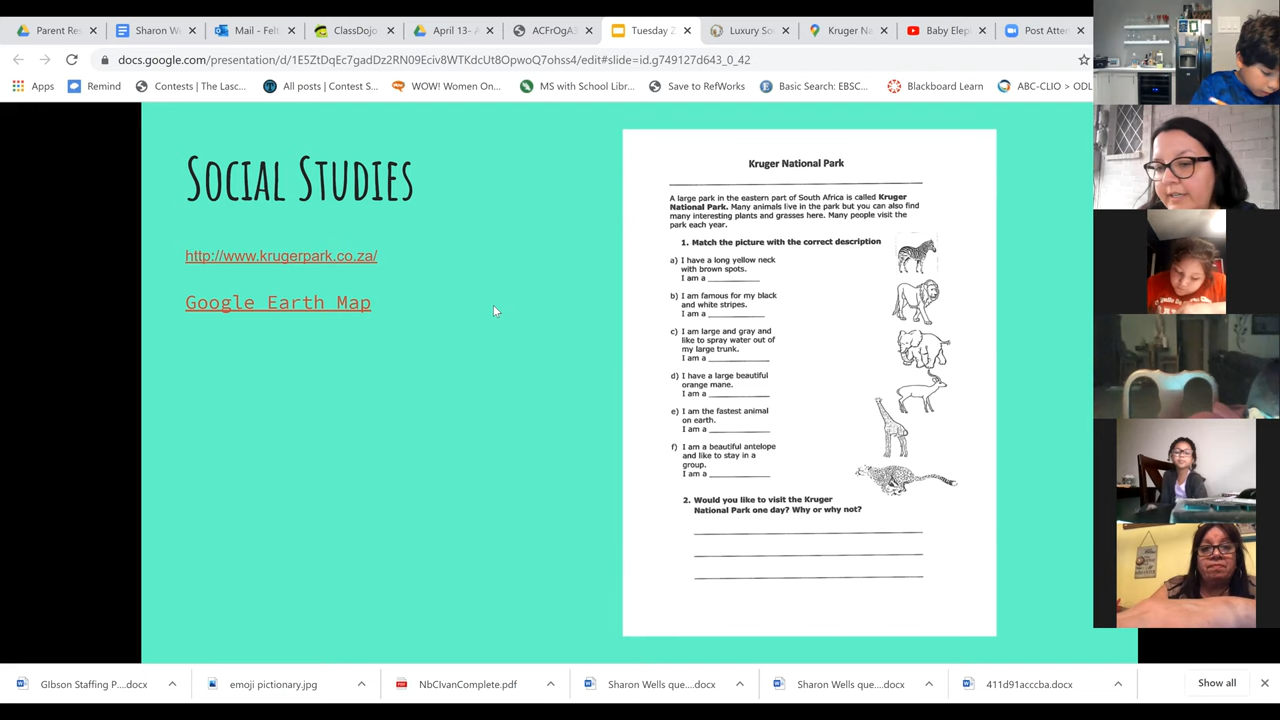 Parent Re
Sharon W
Mail - Felt
ClassDojo
April 13
ACFrOgA
Tuesday
Luxury
Kruger Na
Baby Elep
Post Atten
docs.google.com/presentation/d/1E5ZtDqEc7gadDz2RN09Eciv8WTKdcUt8OpwoQ7ohss4/edit#slide=id.g749127d643_0_42
Apps
Remind
Contests | The Lasc...
All posts | Contest S...
WOW! Women On...
MS with School Libr...
Save to RefWorks
Basic Search: EBSC...
Blackboard Learn
ABC-CLIO > ODL
Social Studies
http://www.krugerpark.co.za/
Google Earth Map
Kruger National Park
A large park in the eastern part of South Africa is called Kruger
National Park. Many animals live in the park but you can also find
many interesting plants and grasses here. Many people visit the
park each year.
1. Match the picture with the correct description
a) I have a long yellow neck
with brown spots.
I am a
b) I am famous for my black
and white stripes.
I am a
c) I am large and gray and
like to spray water out of
my large trunk.
I am a
d) I have a large beautiful
orange mane.
I am a
e) I am the fastest animal
on earth.
I am a
f) I am a beautiful antelope
and like to stay in a
group.
I am a
2. Would you like to visit the Kruger
National Park one day? Why or why not?
GIbson Staffing P....docx
emoji pictionary.jpg
NbCIvanComplete.pdf
Sharon Wells que....docx
Sharon Wells que....docx
411d91acccba.docx
Show all